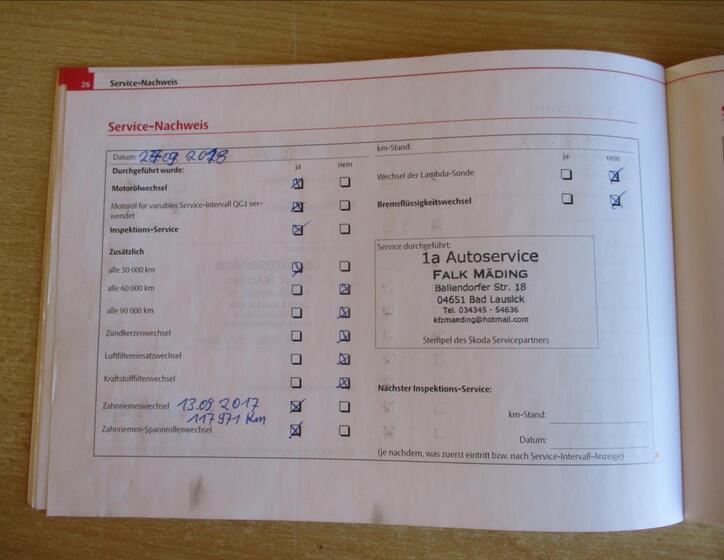 26 Service-Nachweis
Service-Nachweis
Datum: 27 09 2018
km-Stand:
Durchgeführt wurde: ja nein
ja nein
Motorölwechsel
Wechsel der Lambda-Sonde
Motoröl für variables Service-Intervall QG1 ver-
wendet
Bremsflüssigkeitswechsel
Inspektions-Service
Zusätzlich
alle 30 000 km
alle 60 000 km
alle 90 000 km
Zündkerzenwechsel
Luftfiltereinsatzwechsel
Kraftstofffilterwechsel
Zahnriemenwechsel 13.09.2017
117971 Km
Zahnriemen-Spannrollenwechsel
Service durchgeführt:
1a Autoservice
FALK MÄDING
Ballendorfer Str. 18
04651 Bad Lausick
Tel. 034345 - 54636
kfzmaeding@hotmail.com
Stempel des Škoda Servicepartners
Nächster Inspektions-Service:
km-Stand:
Datum:
(je nachdem, was zuerst eintritt bzw. nach Service-Intervall-Anzeige)